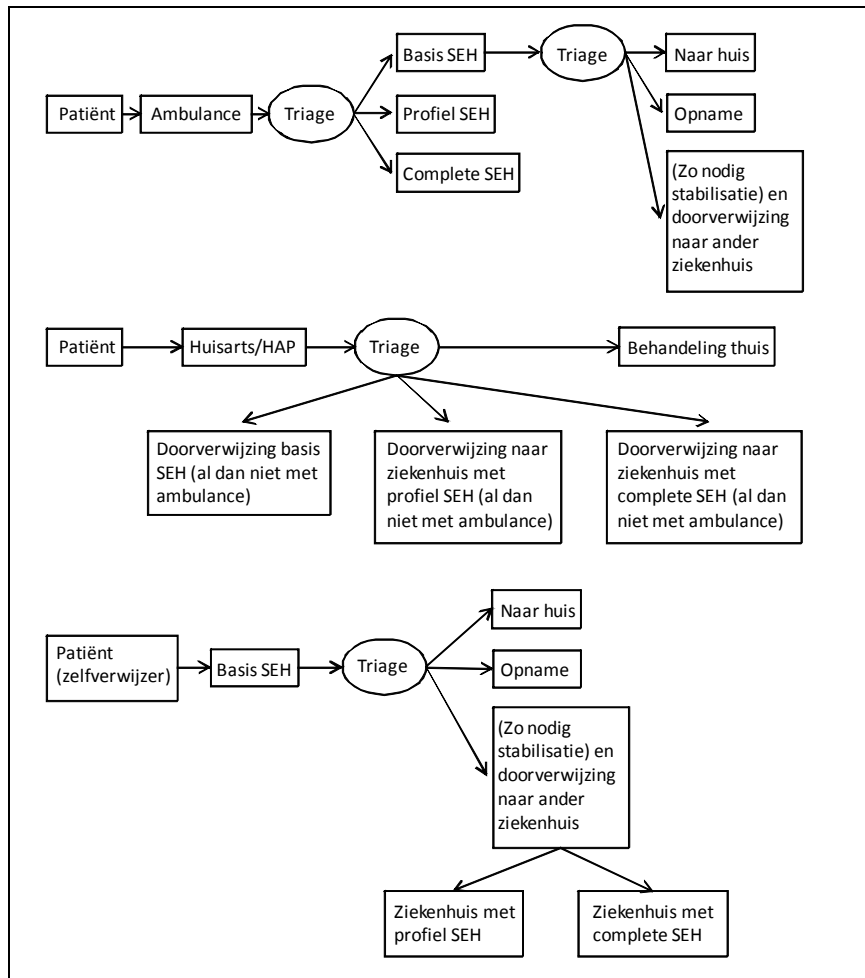 Basis SEH
Triage
Naar huis
Patiënt
Ambulance
Triage
Profiel SEH
Opname
Complete SEH
(Zo nodig
stabilisatie) en
doorverwijzing
naar ander
ziekenhuis
Patiënt
Huisarts/HAP
Triage
Behandeling thuis
Doorverwijzing basis
SEH (al dan niet met
ambulance)
Doorverwijzing naar
ziekenhuis met
profiel SEH (al dan
niet met ambulance)
Doorverwijzing naar
ziekenhuis met
complete SEH (al dan
niet met ambulance)
Patiënt
(zelfverwijzer)
Basis SEH
Triage
Naar huis
Opname
(Zo nodig
stabilisatie) en
doorverwijzing
naar ander
ziekenhuis
Ziekenhuis met
profiel SEH
Ziekenhuis met
complete SEH